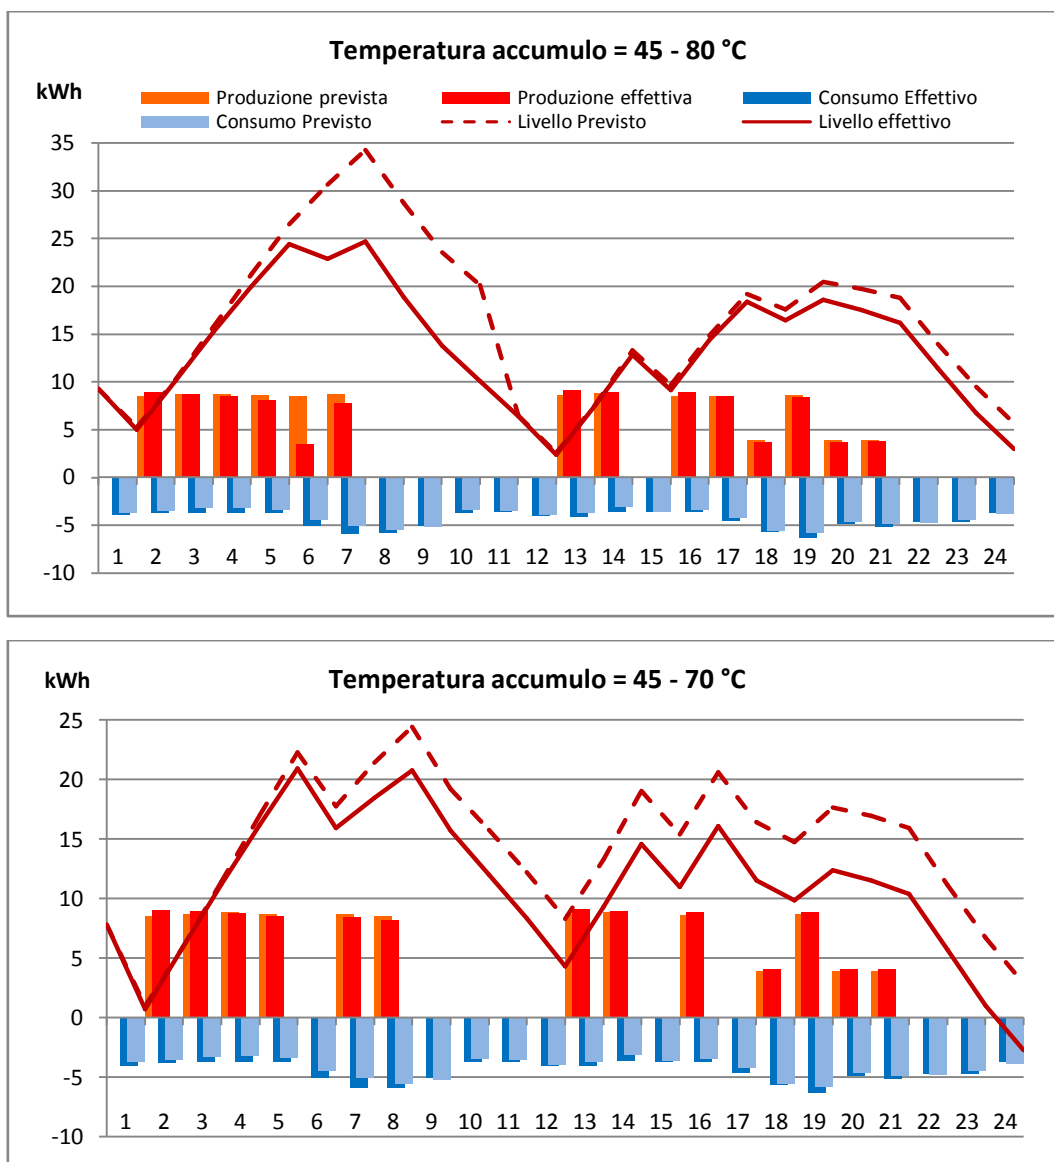 Temperatura accumulo = 45 - 80 °C
kWh
Produzione prevista Produzione effettiva Consumo Effettivo
Consumo Previsto Livello Previsto Livello effettivo
35
30
25
20
15
10
5
0
-5
-10
1 2 3 4 5 6 7 8 9 10 11 12 13 14 15 16 17 18 19 20 21 22 23 24
kWh Temperatura accumulo = 45 - 70 °C
25
20
15
10
5
0
-5
-10
1 2 3 4 5 6 7 8 9 10 11 12 13 14 15 16 17 18 19 20 21 22 23 24